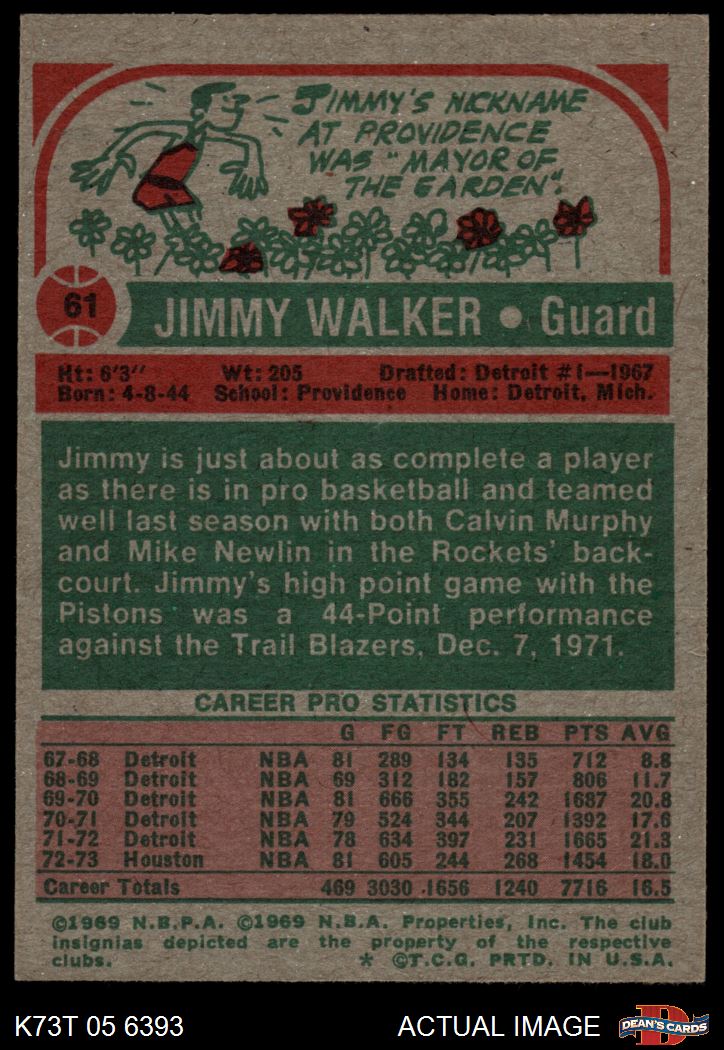 JIMMY'S NICKNAME
AT PROVIDENCE
WAS "MAYOR OF
THE GARDEN".
61
JIMMY WALKER • Guard
Ht: 6'3" Wt: 205 Drafted: Detroit #1—1967
Born: 4-8-44 School: Providence Home: Detroit, Mich.
Jimmy is just about as complete a player
as there is in pro basketball and teamed
well last season with both Calvin Murphy
and Mike Newlin in the Rockets' back-
court. Jimmy's high point game with the
Pistons was a 44-Point performance
against the Trail Blazers, Dec. 7, 1971.
CAREER PRO STATISTICS
G FG FT REB PTS AVG
67-68 Detroit NBA 81 289 134 135 712 8.8
68-69 Detroit NBA 69 312 182 157 806 11.7
69-70 Detroit NBA 81 666 355 242 1687 20.8
70-71 Detroit NBA 79 524 344 207 1392 17.6
71-72 Detroit NBA 78 634 397 231 1665 21.3
72-73 Houston NBA 81 605 244 268 1454 18.0
Career Totals 469 3030 1656 1240 7716 16.5
©1969 N.B.P.A. ©1969 N.B.A. Properties, Inc. The club
insignias depicted are the property of the respective
clubs. * ©T.C.G. PRTD. IN U.S.A.
K73T 05 6393 ACTUAL IMAGE
D
DEAN'S CARDS